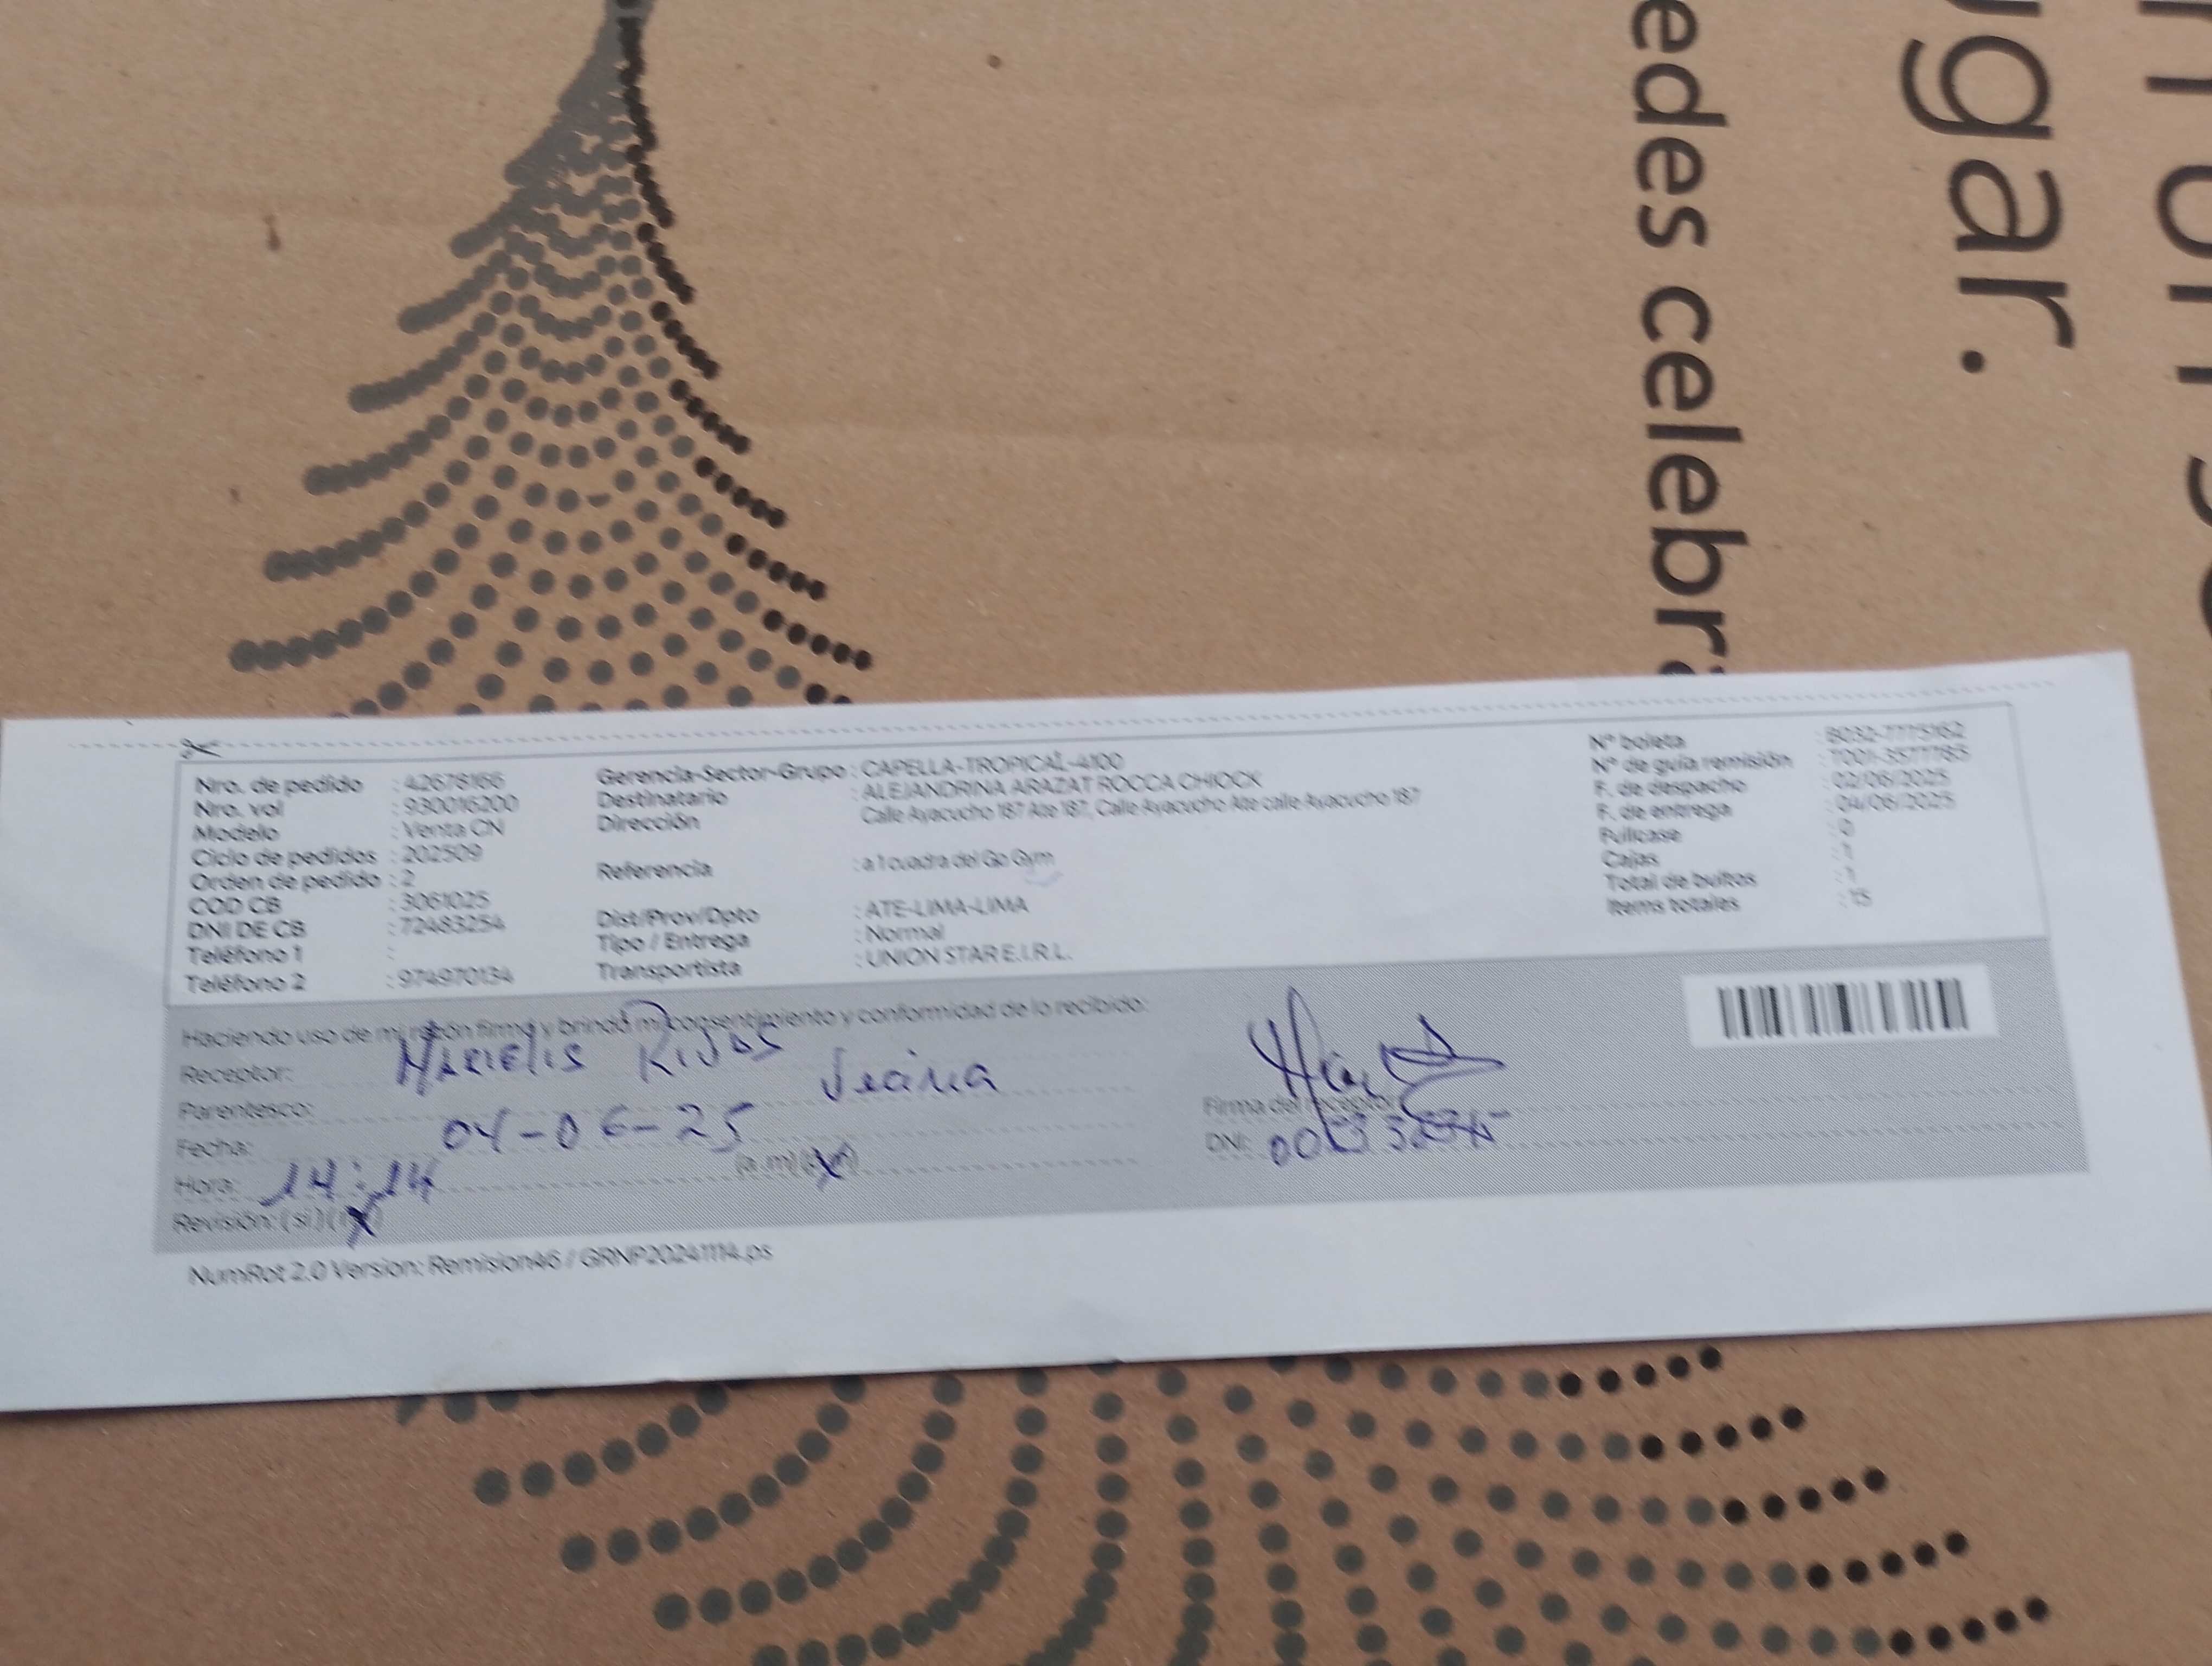 edes celebr
ugar.
Nro. de pedido : 42678166
Nro. vol : 930016200
Modelo : Venta CN
Ciclo de pedidos : 202509
Orden de pedido : 2
COD CB : 3061025
DNI DE CB : 72483254
Teléfono 1 :
Teléfono 2 : 974970134
Gerencia-Sector-Grupo : CAPELLA-TROPICAL-4100
Destinatario : ALEJANDRINA ARAZAT ROCCA CHIOCK
Dirección Calle Ayacucho 187 Ate 187, Calle Ayacucho Ate calle Ayacucho 187
Referencia : a 1 cuadra del Go Gym
Dist/Prov/Dpto : ATE-LIMA-LIMA
Tipo / Entrega : Normal
Transportista : UNION STAR E.I.R.L.
N° boleta : B032-7775162
N° de guía remisión : T001-3577785
F. de despacho : 02/06/2025
F. de entrega : 04/06/2025
Fullcase : 0
Cajas : 1
Total de bultos : 1
Items totales : 15
Haciendo uso de mi razón firmo y brindo mi consentimiento y conformidad de lo recibido:
Receptor: Marielis Rivas
Parentesco: Vecina
Fecha: 04-06-25
Hora: 14:14 (a.m)
Revisión: (si)
Firma del receptor
DNI:
NumRot 2.0 Version: Remision46 / GRNP20241114.ps